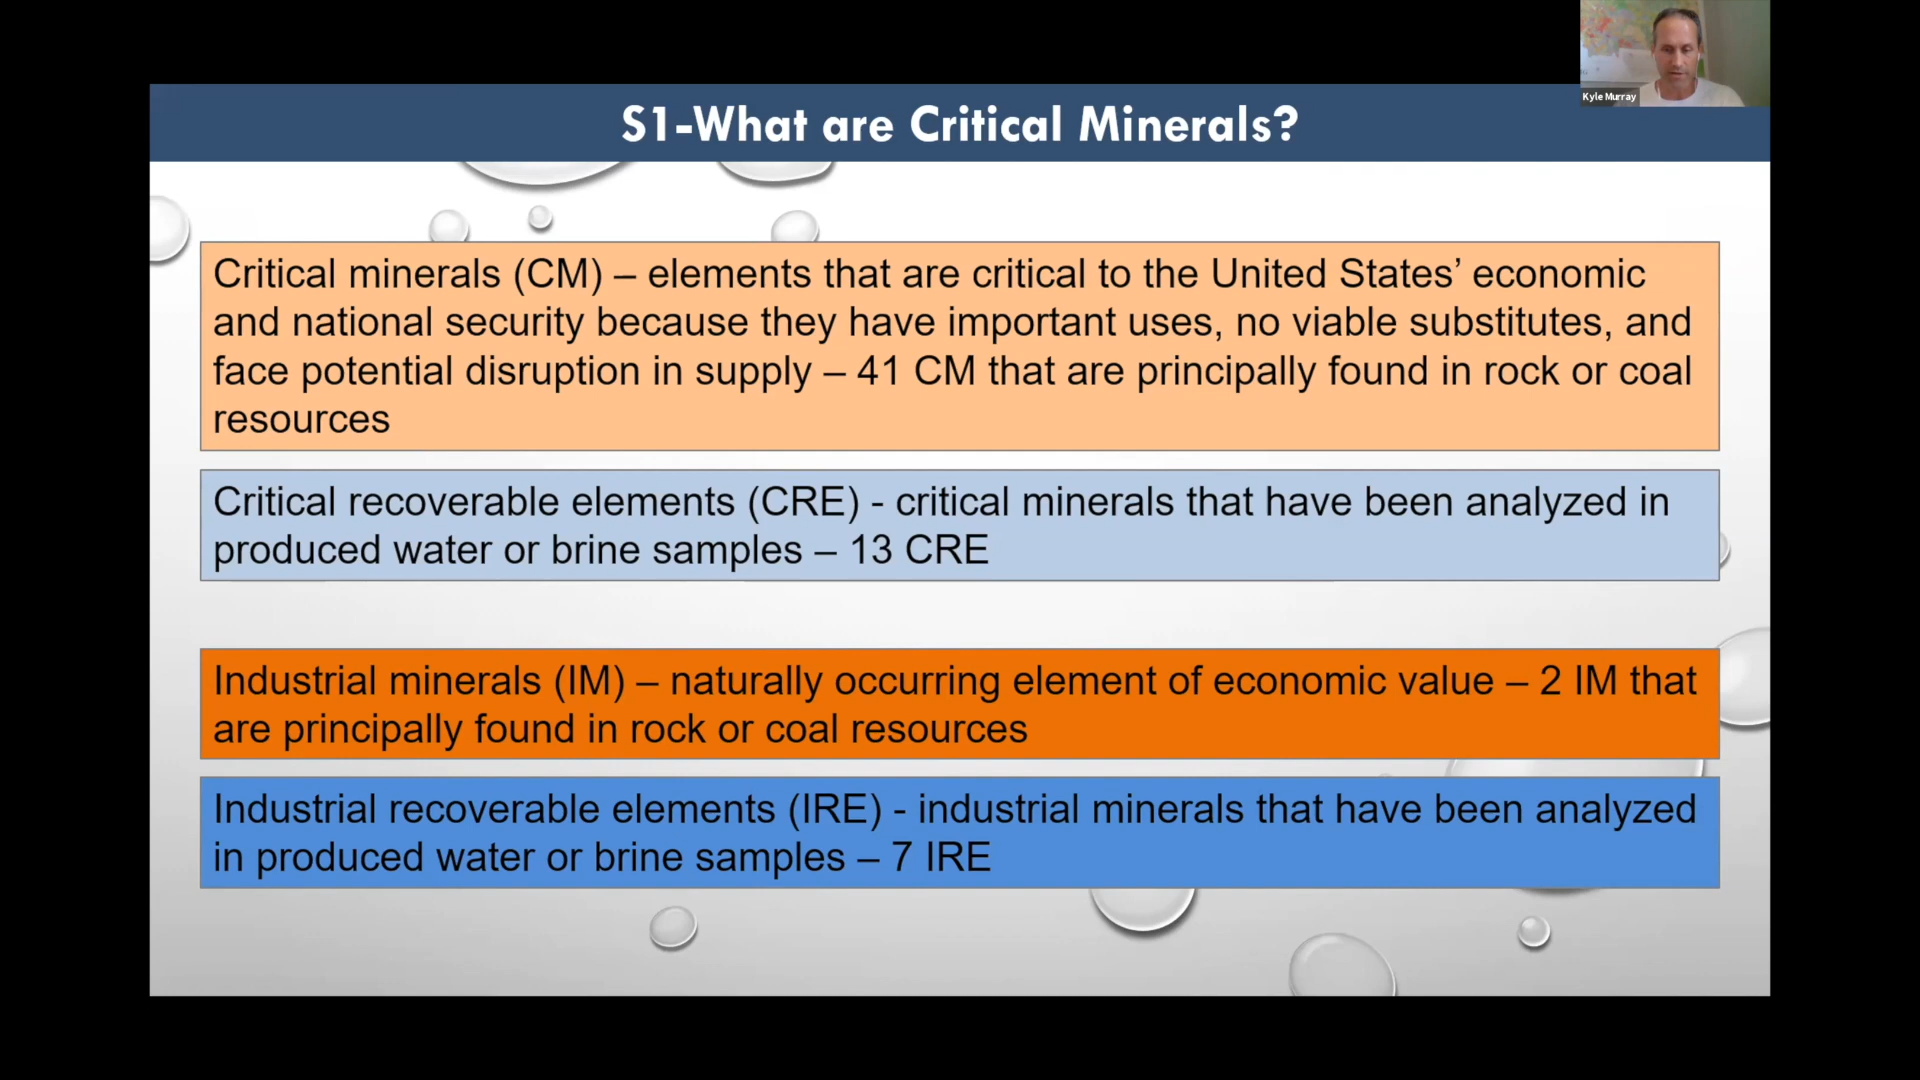 Kyle Murray
S1-What are Critical Minerals?
Critical minerals (CM) – elements that are critical to the United States’ economic
and national security because they have important uses, no viable substitutes, and
face potential disruption in supply – 41 CM that are principally found in rock or coal
resources
Critical recoverable elements (CRE) - critical minerals that have been analyzed in
produced water or brine samples – 13 CRE
Industrial minerals (IM) – naturally occurring element of economic value – 2 IM that
are principally found in rock or coal resources
Industrial recoverable elements (IRE) - industrial minerals that have been analyzed
in produced water or brine samples – 7 IRE